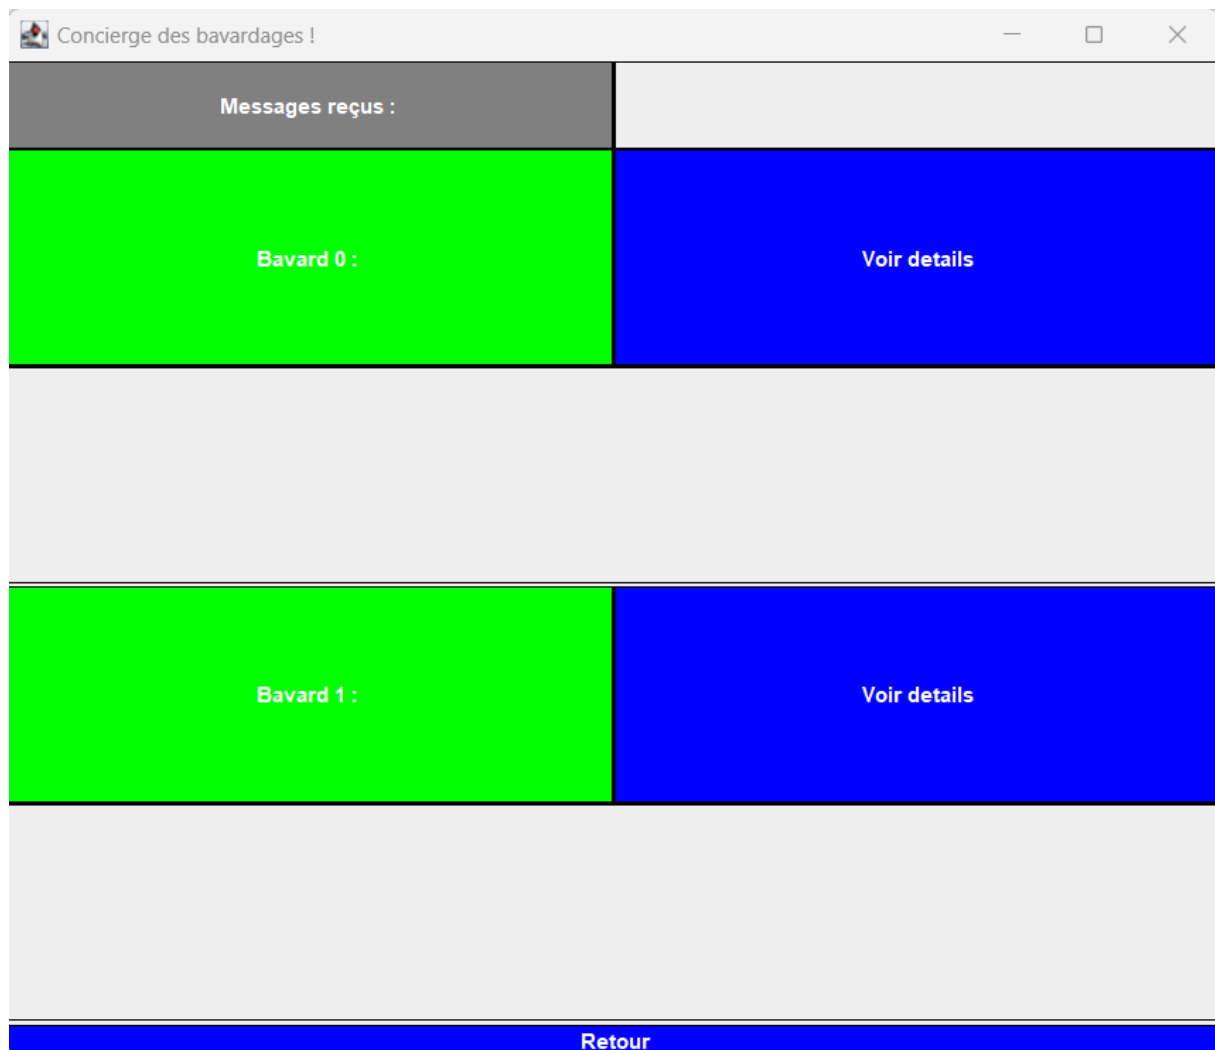 Concierge des bavardages !
Messages reçus :
Bavard 0 :
Voir details
Bavard 1 :
Voir details
Retour